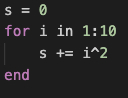 s = 0
for i in 1:10
    s += i^2
end